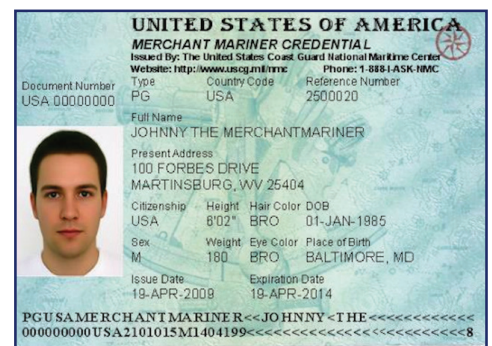 UNITED STATES OF AMERICA
MERCHANT MARINER CREDENTIAL
Issued By: The United States Coast Guard National Maritime Center
Website: http://www.uscg.mil/nmc Phone: 1-888-I-ASK-NMC
Document Number Type Country Code Reference Number
USA 00000000 PG USA 2500020
Full Name
JOHNNY THE MERCHANTMARINER
Present Address
100 FORBES DRIVE
MARTINSBURG, WV 25404
Citizenship Height Hair Color DOB
USA 6'02" BRO 01-JAN-1985
Sex Weight Eye Color Place of Birth
M 180 BRO BALTIMORE, MD
Issue Date Expiration Date
19-APR-2009 19-APR-2014
PGUSAMERCHANTMARINER<<JOHNNY<THE<<<<<<<<<<<<
000000000USA2101015M1404199<<<<<<<<<<<<<<<<8